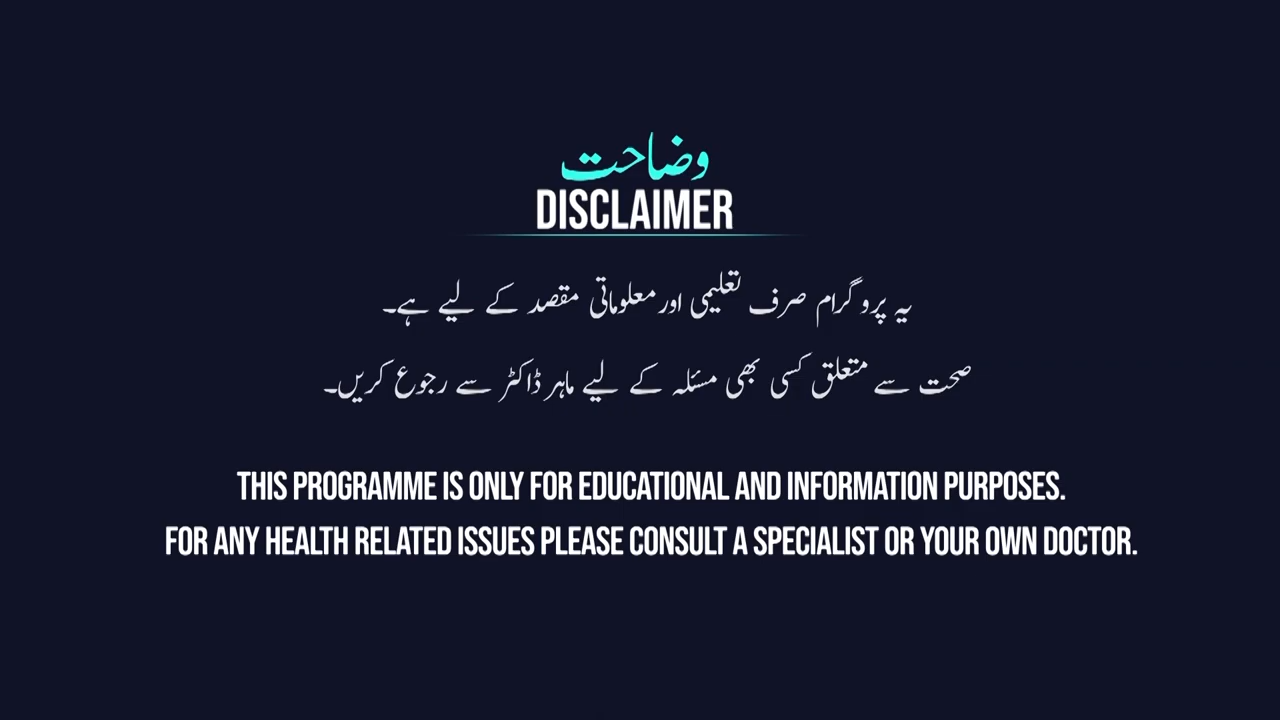 وضاحت
DISCLAIMER
یہ پروگرام صرف تعلیمی اور معلوماتی مقصد کے لیے ہے۔
صحت سے متعلق کسی بھی مسئلہ کے لیے ماہر ڈاکٹر سے رجوع کریں۔
THIS PROGRAMME IS ONLY FOR EDUCATIONAL AND INFORMATION PURPOSES.
FOR ANY HEALTH RELATED ISSUES PLEASE CONSULT A SPECIALIST OR YOUR OWN DOCTOR.